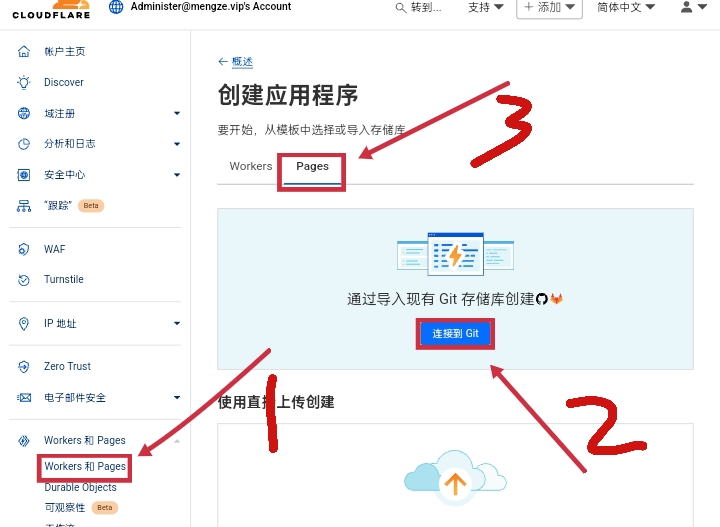 CLOUDFLARE
Administer@mengze.vip's Account
转到...
支持
+ 添加
简体中文
帐户主页
Discover
域注册
分析和日志
安全中心
“跟踪” Beta
WAF
Turnstile
IP 地址
Zero Trust
电子邮件安全
Workers 和 Pages
Workers 和 Pages
Durable Objects
可观察性 Beta
← 概述
创建应用程序
要开始，从模板中选择或导入存储库
Workers
Pages
3
通过导入现有 Git 存储库创建
连接到 Git
1
2
使用直接上传创建